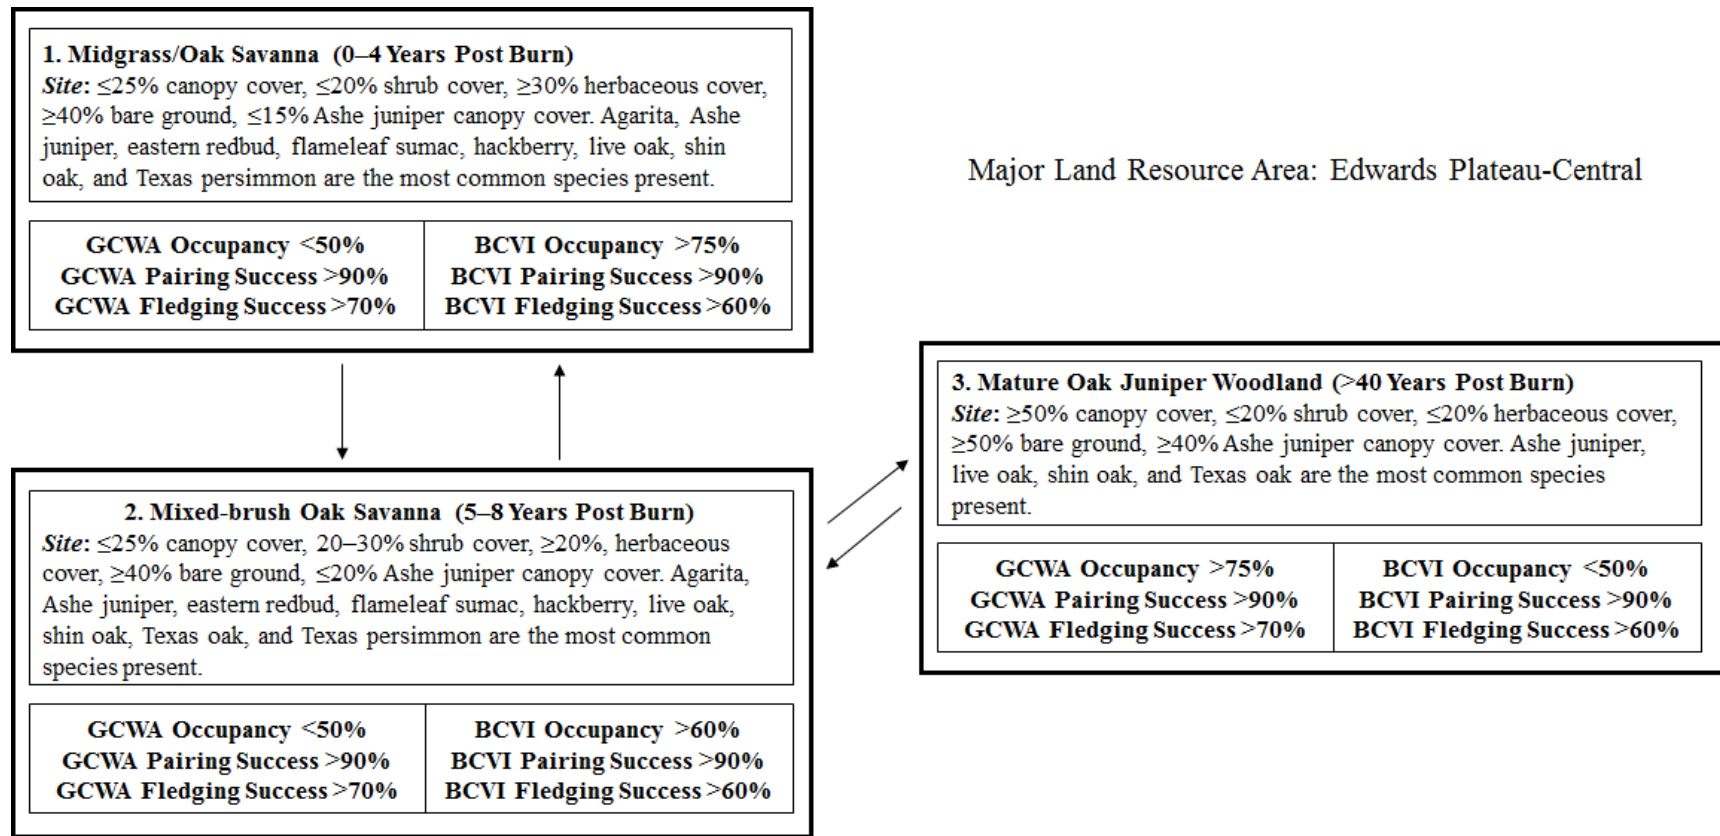 1. Midgrass/Oak Savanna (0–4 Years Post Burn)
Site: ≤25% canopy cover, ≤20% shrub cover, ≥30% herbaceous cover,
≥40% bare ground, ≤15% Ashe juniper canopy cover. Agarita, Ashe
juniper, eastern redbud, flameleaf sumac, hackberry, live oak, shin
oak, and Texas persimmon are the most common species present.
GCWA Occupancy <50%
GCWA Pairing Success >90%
GCWA Fledging Success >70%
BCVI Occupancy >75%
BCVI Pairing Success >90%
BCVI Fledging Success >60%
Major Land Resource Area: Edwards Plateau-Central
2. Mixed-brush Oak Savanna (5–8 Years Post Burn)
Site: ≤25% canopy cover, 20–30% shrub cover, ≥20%, herbaceous
cover, ≥40% bare ground, ≤20% Ashe juniper canopy cover. Agarita,
Ashe juniper, eastern redbud, flameleaf sumac, hackberry, live oak,
shin oak, Texas oak, and Texas persimmon are the most common
species present.
GCWA Occupancy <50%
GCWA Pairing Success >90%
GCWA Fledging Success >70%
BCVI Occupancy >60%
BCVI Pairing Success >90%
BCVI Fledging Success >60%
3. Mature Oak Juniper Woodland (>40 Years Post Burn)
Site: ≥50% canopy cover, ≤20% shrub cover, ≤20% herbaceous cover,
≥50% bare ground, ≥40% Ashe juniper canopy cover. Ashe juniper,
live oak, shin oak, and Texas oak are the most common species
present.
GCWA Occupancy >75%
GCWA Pairing Success >90%
GCWA Fledging Success >70%
BCVI Occupancy <50%
BCVI Pairing Success >90%
BCVI Fledging Success >60%